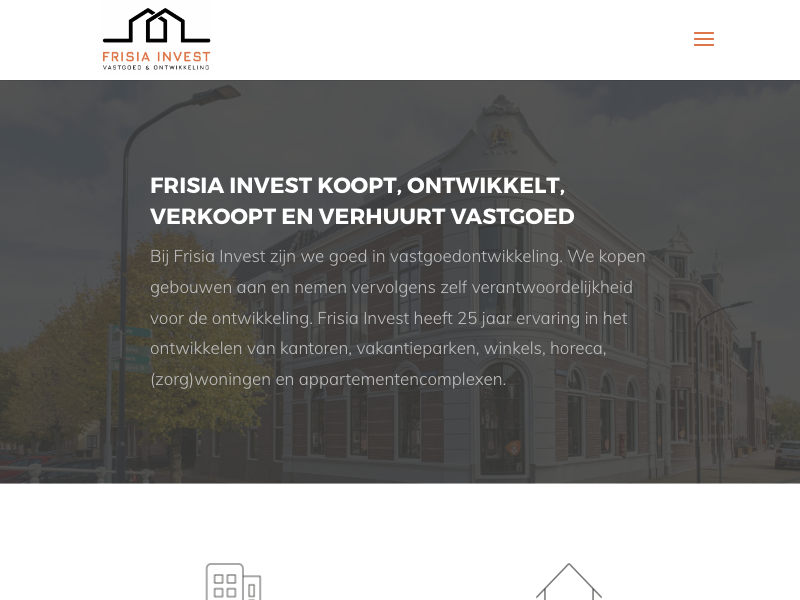 FRISIA INVEST
VASTGOED & ONTWIKKELING
FRISIA INVEST KOOPT, ONTWIKKELT,
VERKOOPT EN VERHUURT VASTGOED
Bij Frisia Invest zijn we goed in vastgoedontwikkeling. We kopen
gebouwen aan en nemen vervolgens zelf verantwoordelijkheid
voor de ontwikkeling. Frisia Invest heeft 25 jaar ervaring in het
ontwikkelen van kantoren, vakantieparken, winkels, horeca,
(zorg)woningen en appartementencomplexen.